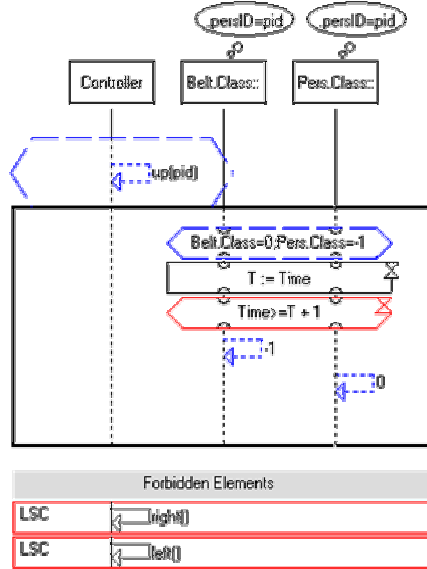 .persID=pid .persID=pid
Controller Belt.Class:: Pers.Class::
up(pid)
Belt.Class=0;Pers.Class=-1
T := Time
Time>=T + 1
-1
0
Forbidden Elements
LSC right()
LSC left()